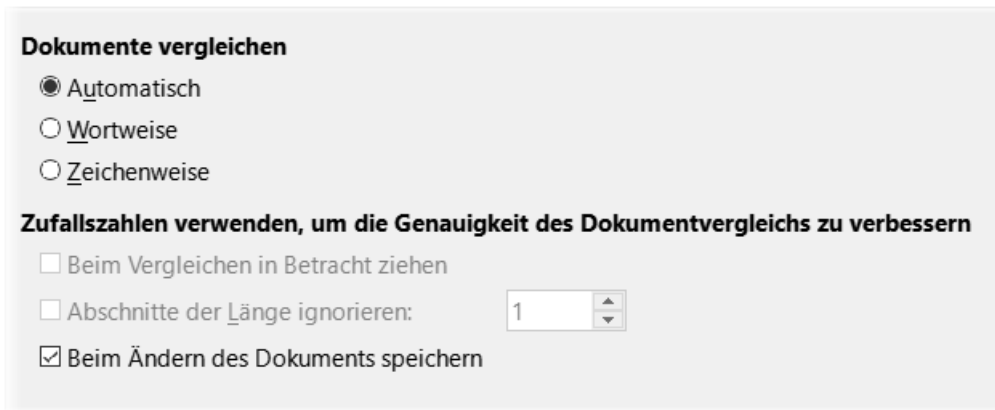 Dokumente vergleichen
Automatisch
Wortweise
Zeichenweise
Zufallszahlen verwenden, um die Genauigkeit des Dokumentvergleichs zu verbessern
Beim Vergleichen in Betracht ziehen
Abschnitte der Länge ignorieren: 1
Beim Ändern des Dokuments speichern